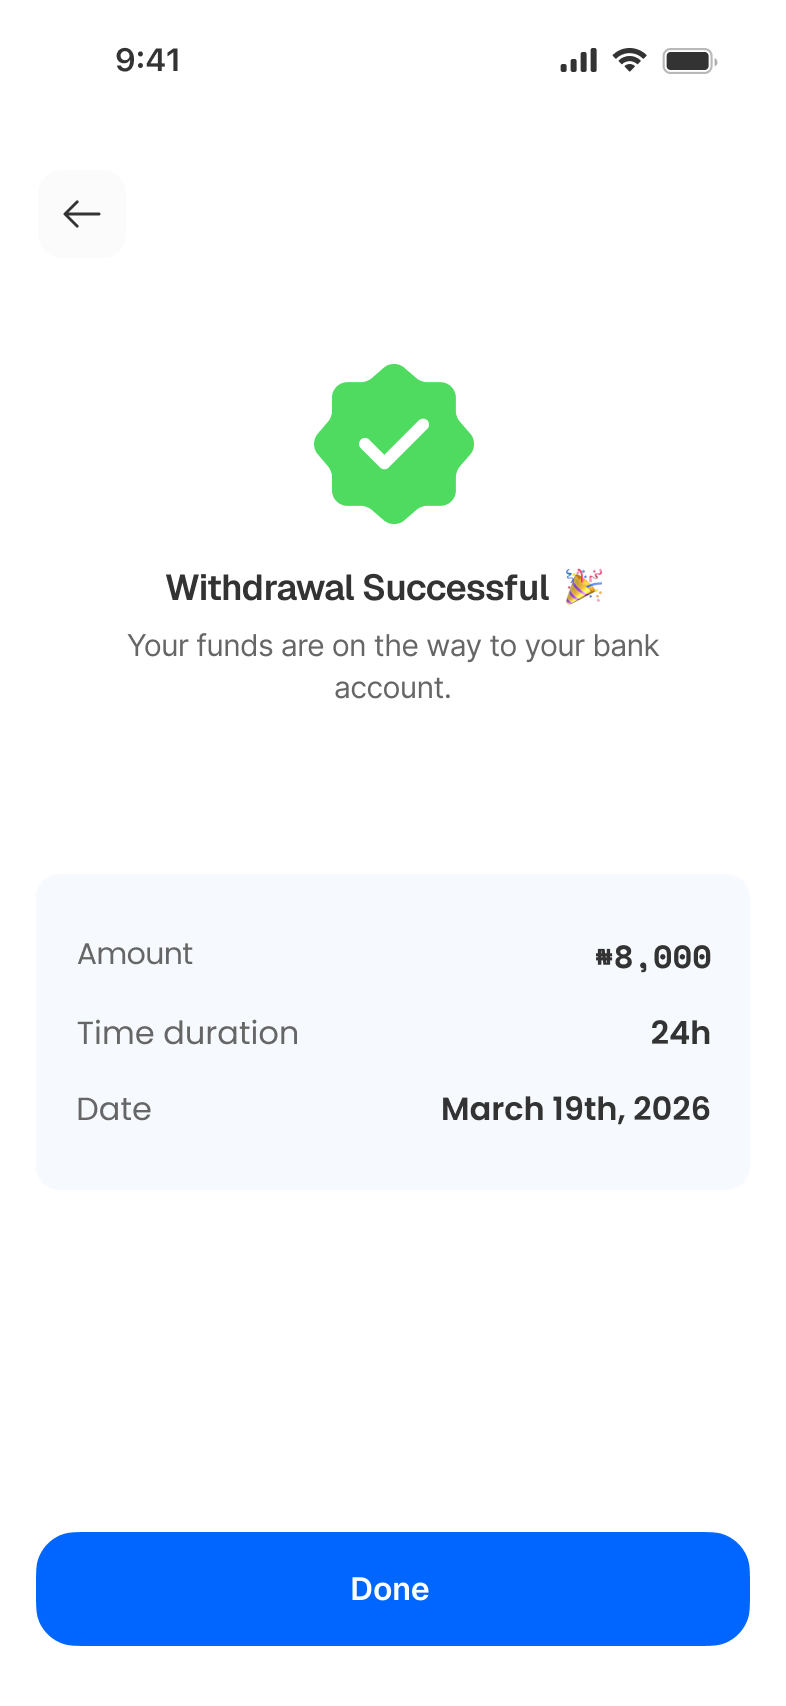 9:41
Withdrawal Successful 🎉
Your funds are on the way to your bank
account.
Amount ₦8,000
Time duration 24h
Date March 19th, 2026
Done